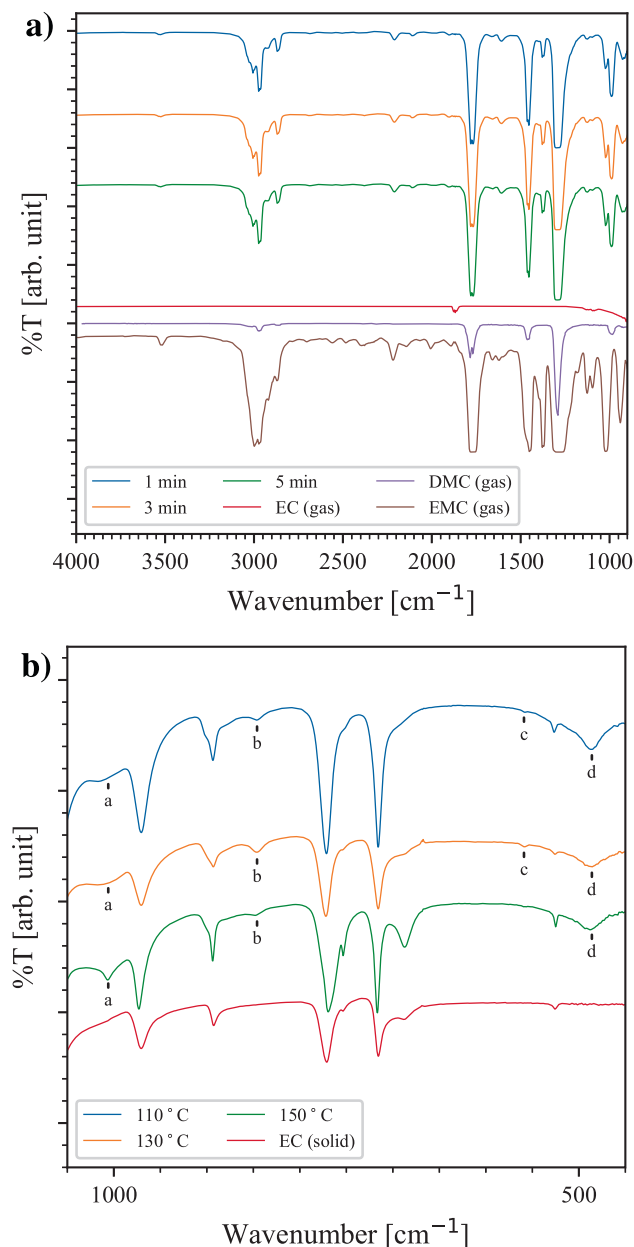 a)
%T [arb. unit]
1 min
5 min
DMC (gas)
3 min
EC (gas)
EMC (gas)
4000 3500 3000 2500 2000 1500 1000
Wavenumber [cm⁻¹]
b)
%T [arb. unit]
a b c d
a b c d
a b d
110 °C
150 °C
130 °C
EC (solid)
1000 500
Wavenumber [cm⁻¹]